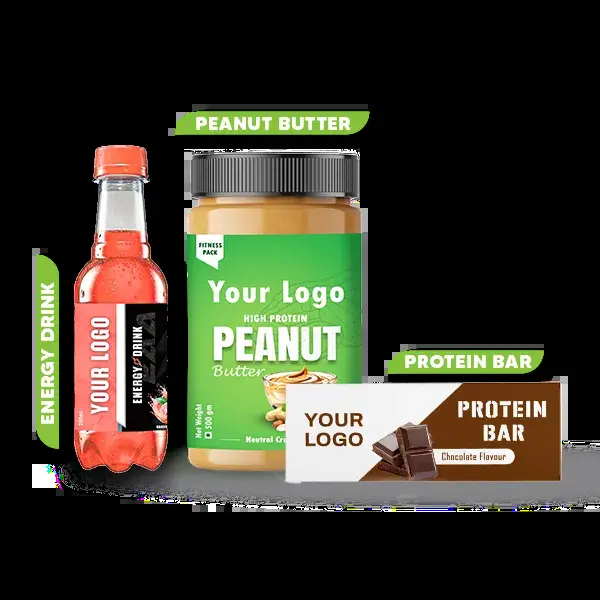 PEANUT BUTTER
ENERGY DRINK
YOUR LOGO
ENERGY DRINK
FITNESS
PACK
Your Logo
HIGH PROTEIN
PEANUT
Butter
Net Weight
500 gm
PROTEIN BAR
YOUR
LOGO
PROTEIN
BAR
Chocolate Flavour